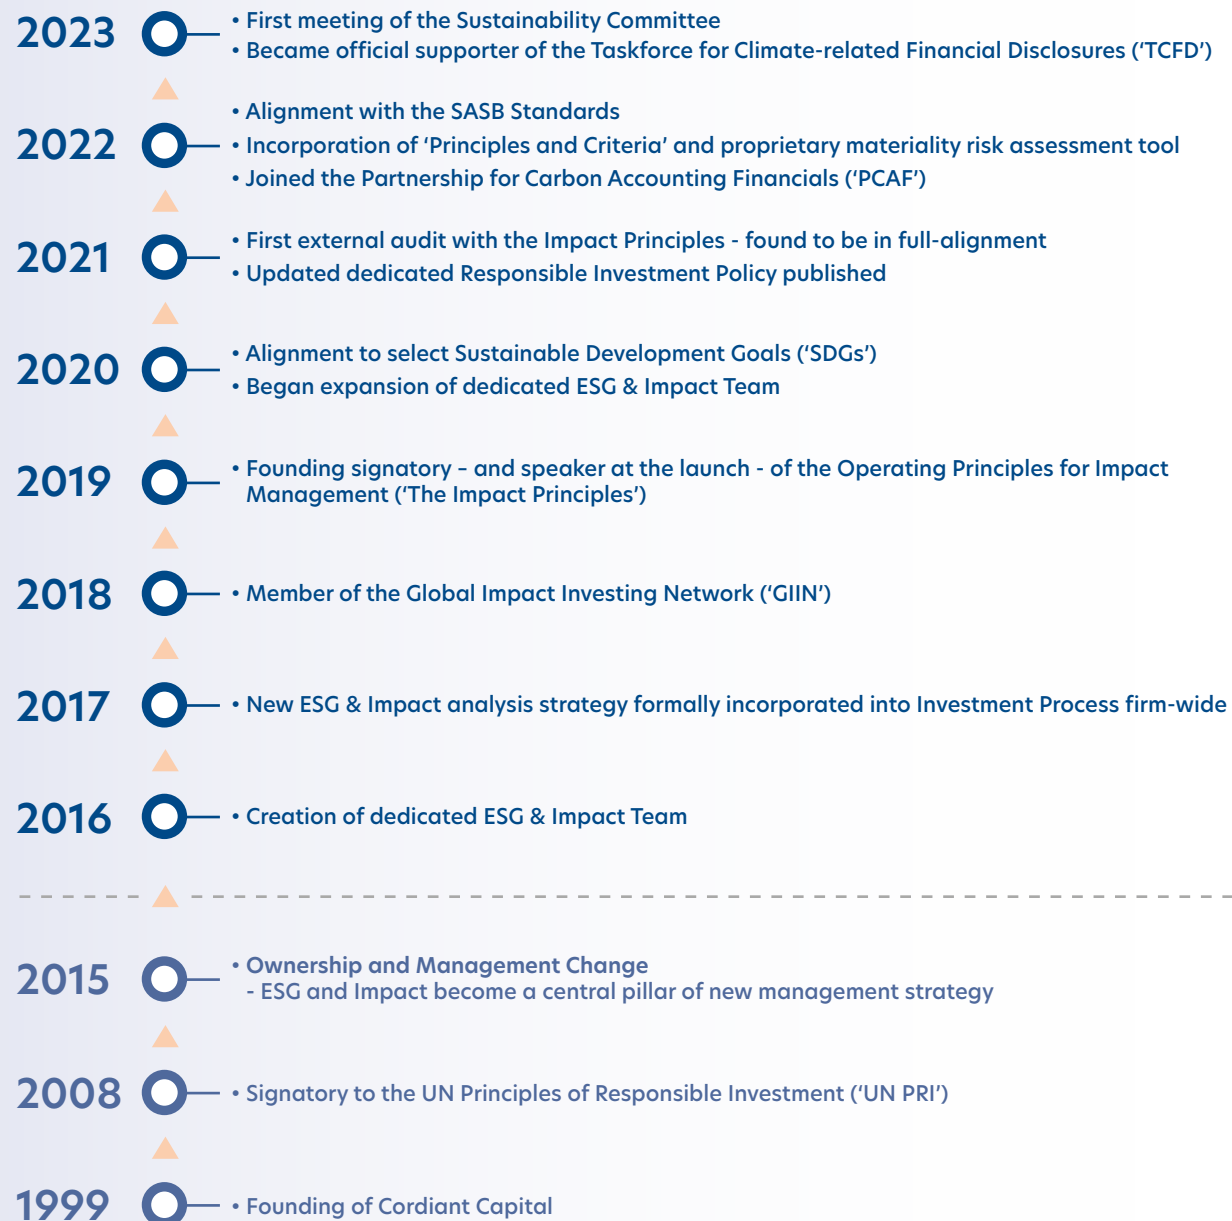 2023
• First meeting of the Sustainability Committee
• Became official supporter of the Taskforce for Climate-related Financial Disclosures (‘TCFD’)
2022
• Alignment with the SASB Standards
• Incorporation of ‘Principles and Criteria’ and proprietary materiality risk assessment tool
• Joined the Partnership for Carbon Accounting Financials (‘PCAF’)
2021
• First external audit with the Impact Principles - found to be in full-alignment
• Updated dedicated Responsible Investment Policy published
2020
• Alignment to select Sustainable Development Goals (‘SDGs’)
• Began expansion of dedicated ESG & Impact Team
2019
• Founding signatory – and speaker at the launch - of the Operating Principles for Impact
Management (‘The Impact Principles’)
2018
• Member of the Global Impact Investing Network (‘GIIN’)
2017
• New ESG & Impact analysis strategy formally incorporated into Investment Process firm-wide
2016
• Creation of dedicated ESG & Impact Team
2015
• Ownership and Management Change
- ESG and Impact become a central pillar of new management strategy
2008
• Signatory to the UN Principles of Responsible Investment (‘UN PRI’)
1999
• Founding of Cordiant Capital